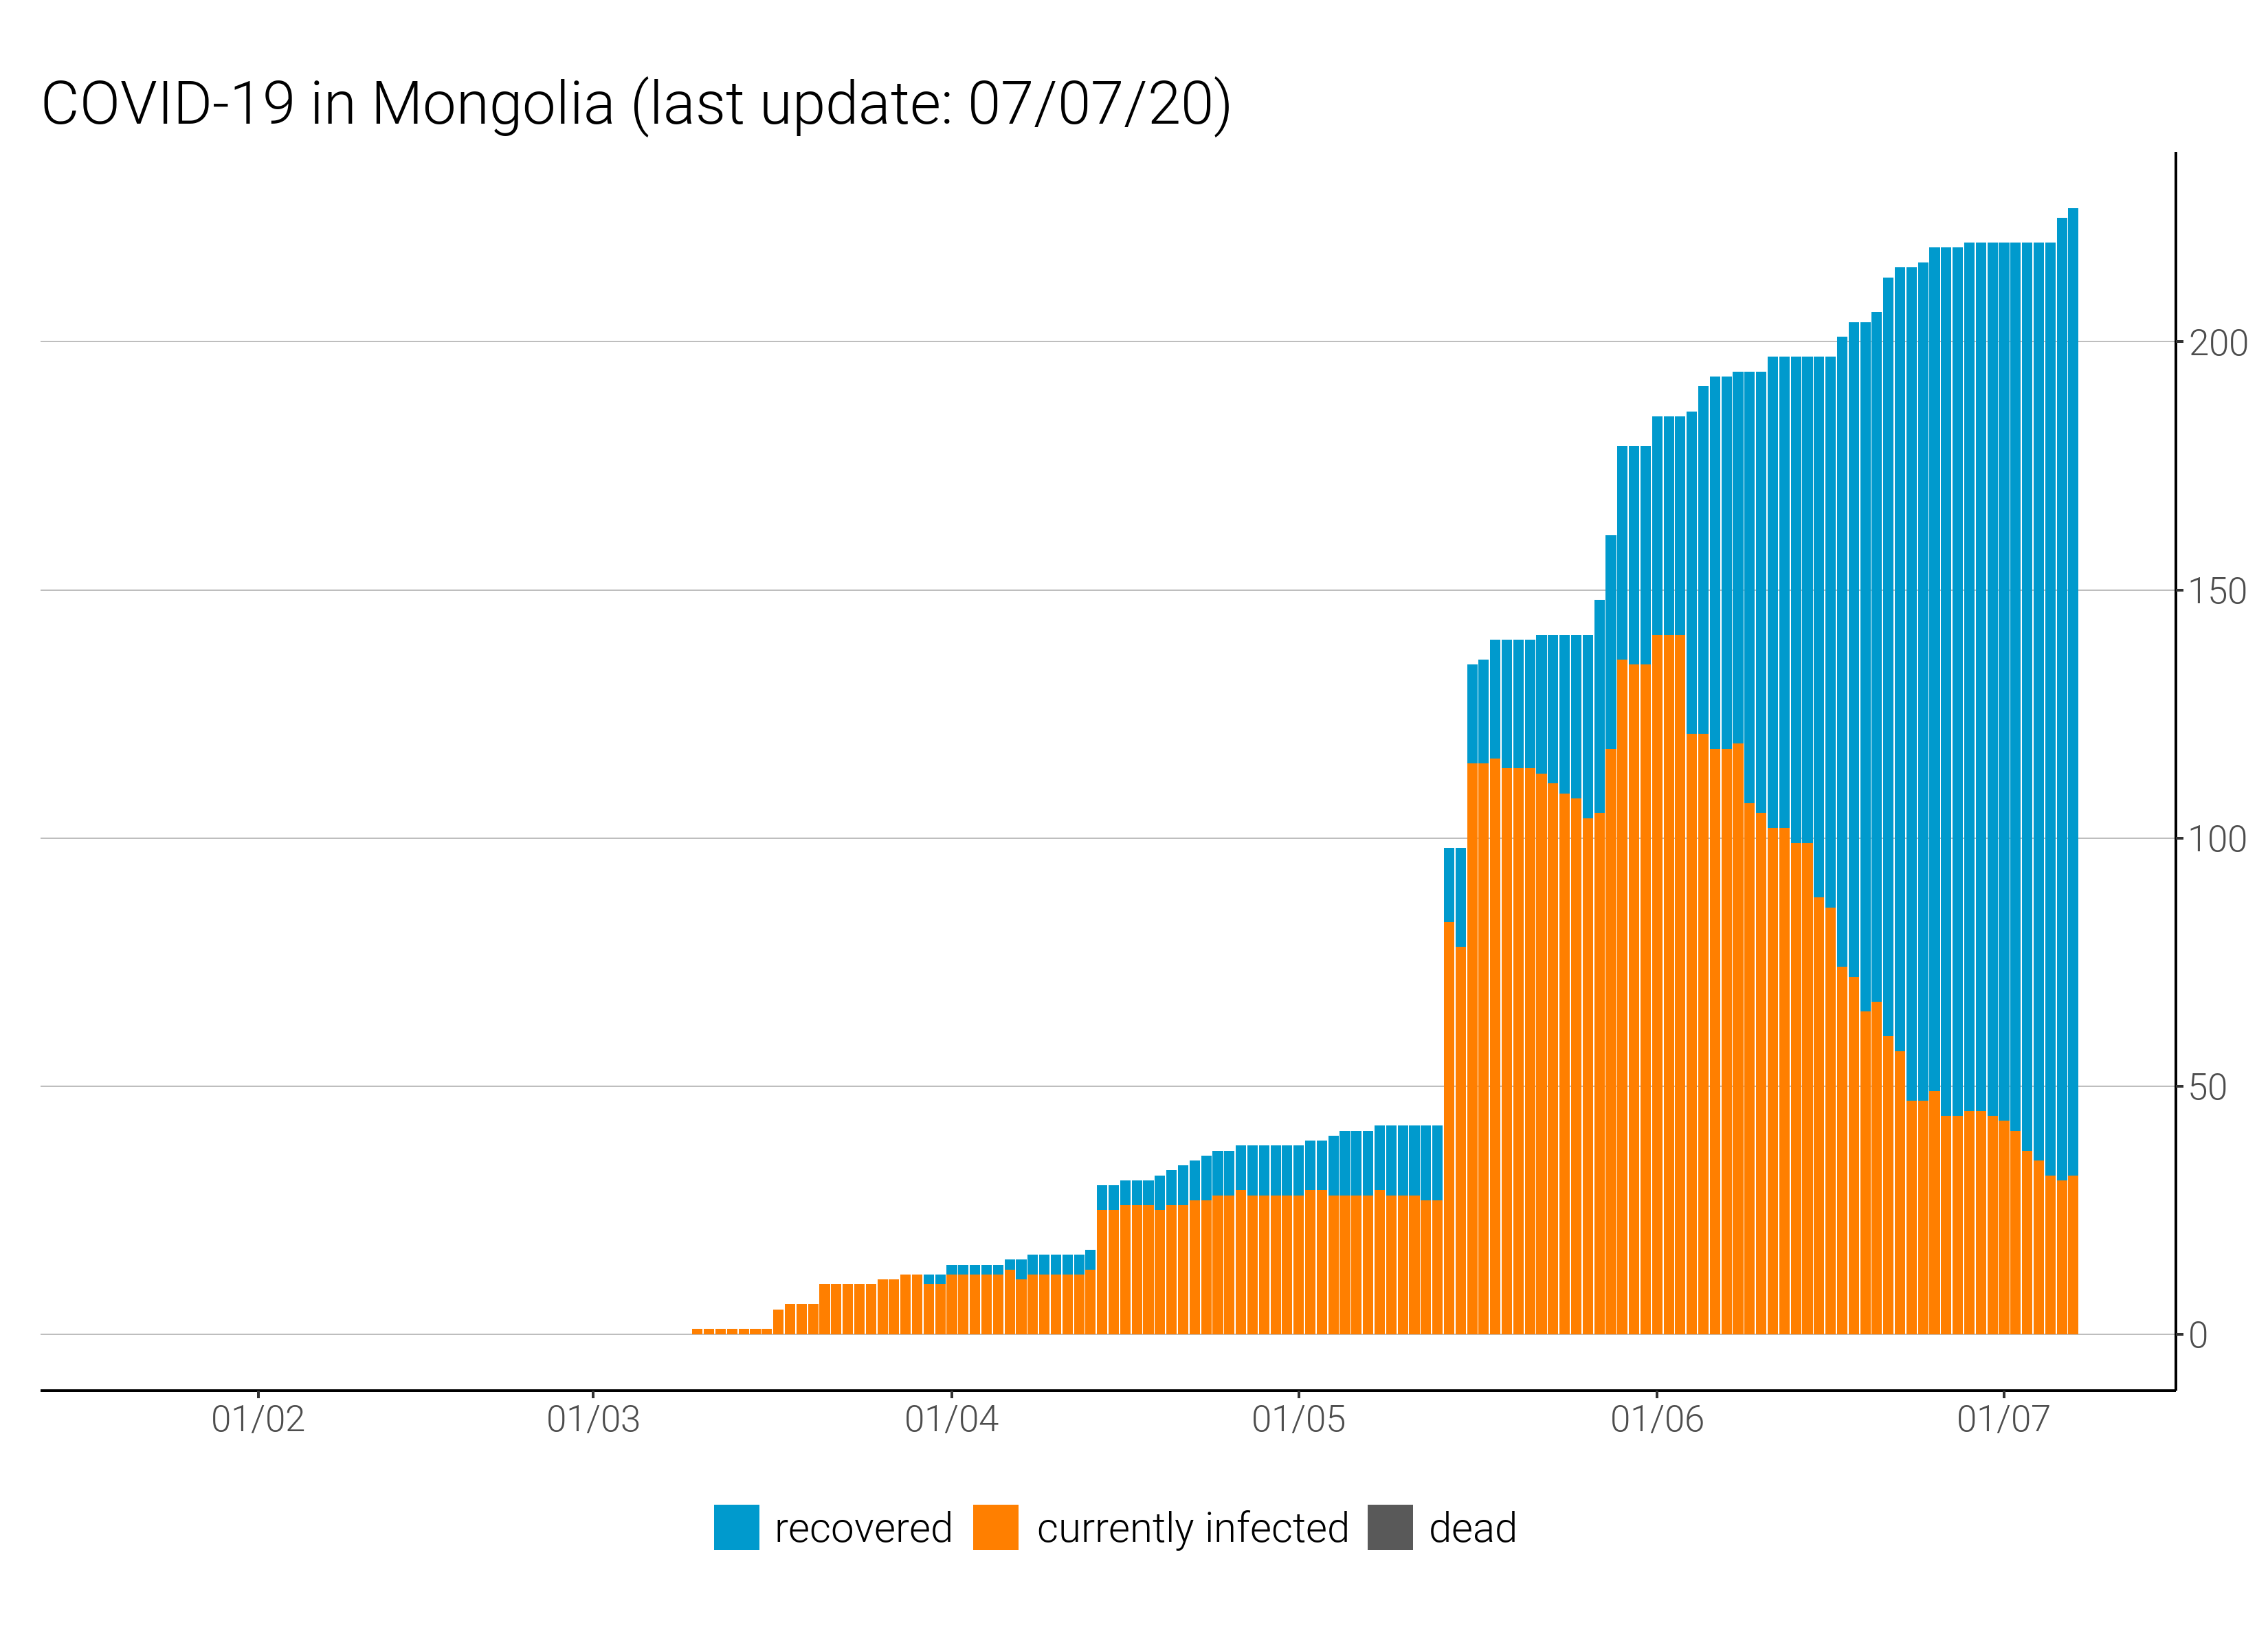 COVID-19 in Mongolia (last update: 07/07/20)
200
150
100
50
0
01/02 01/03 01/04 01/05 01/06 01/07
recovered currently infected dead